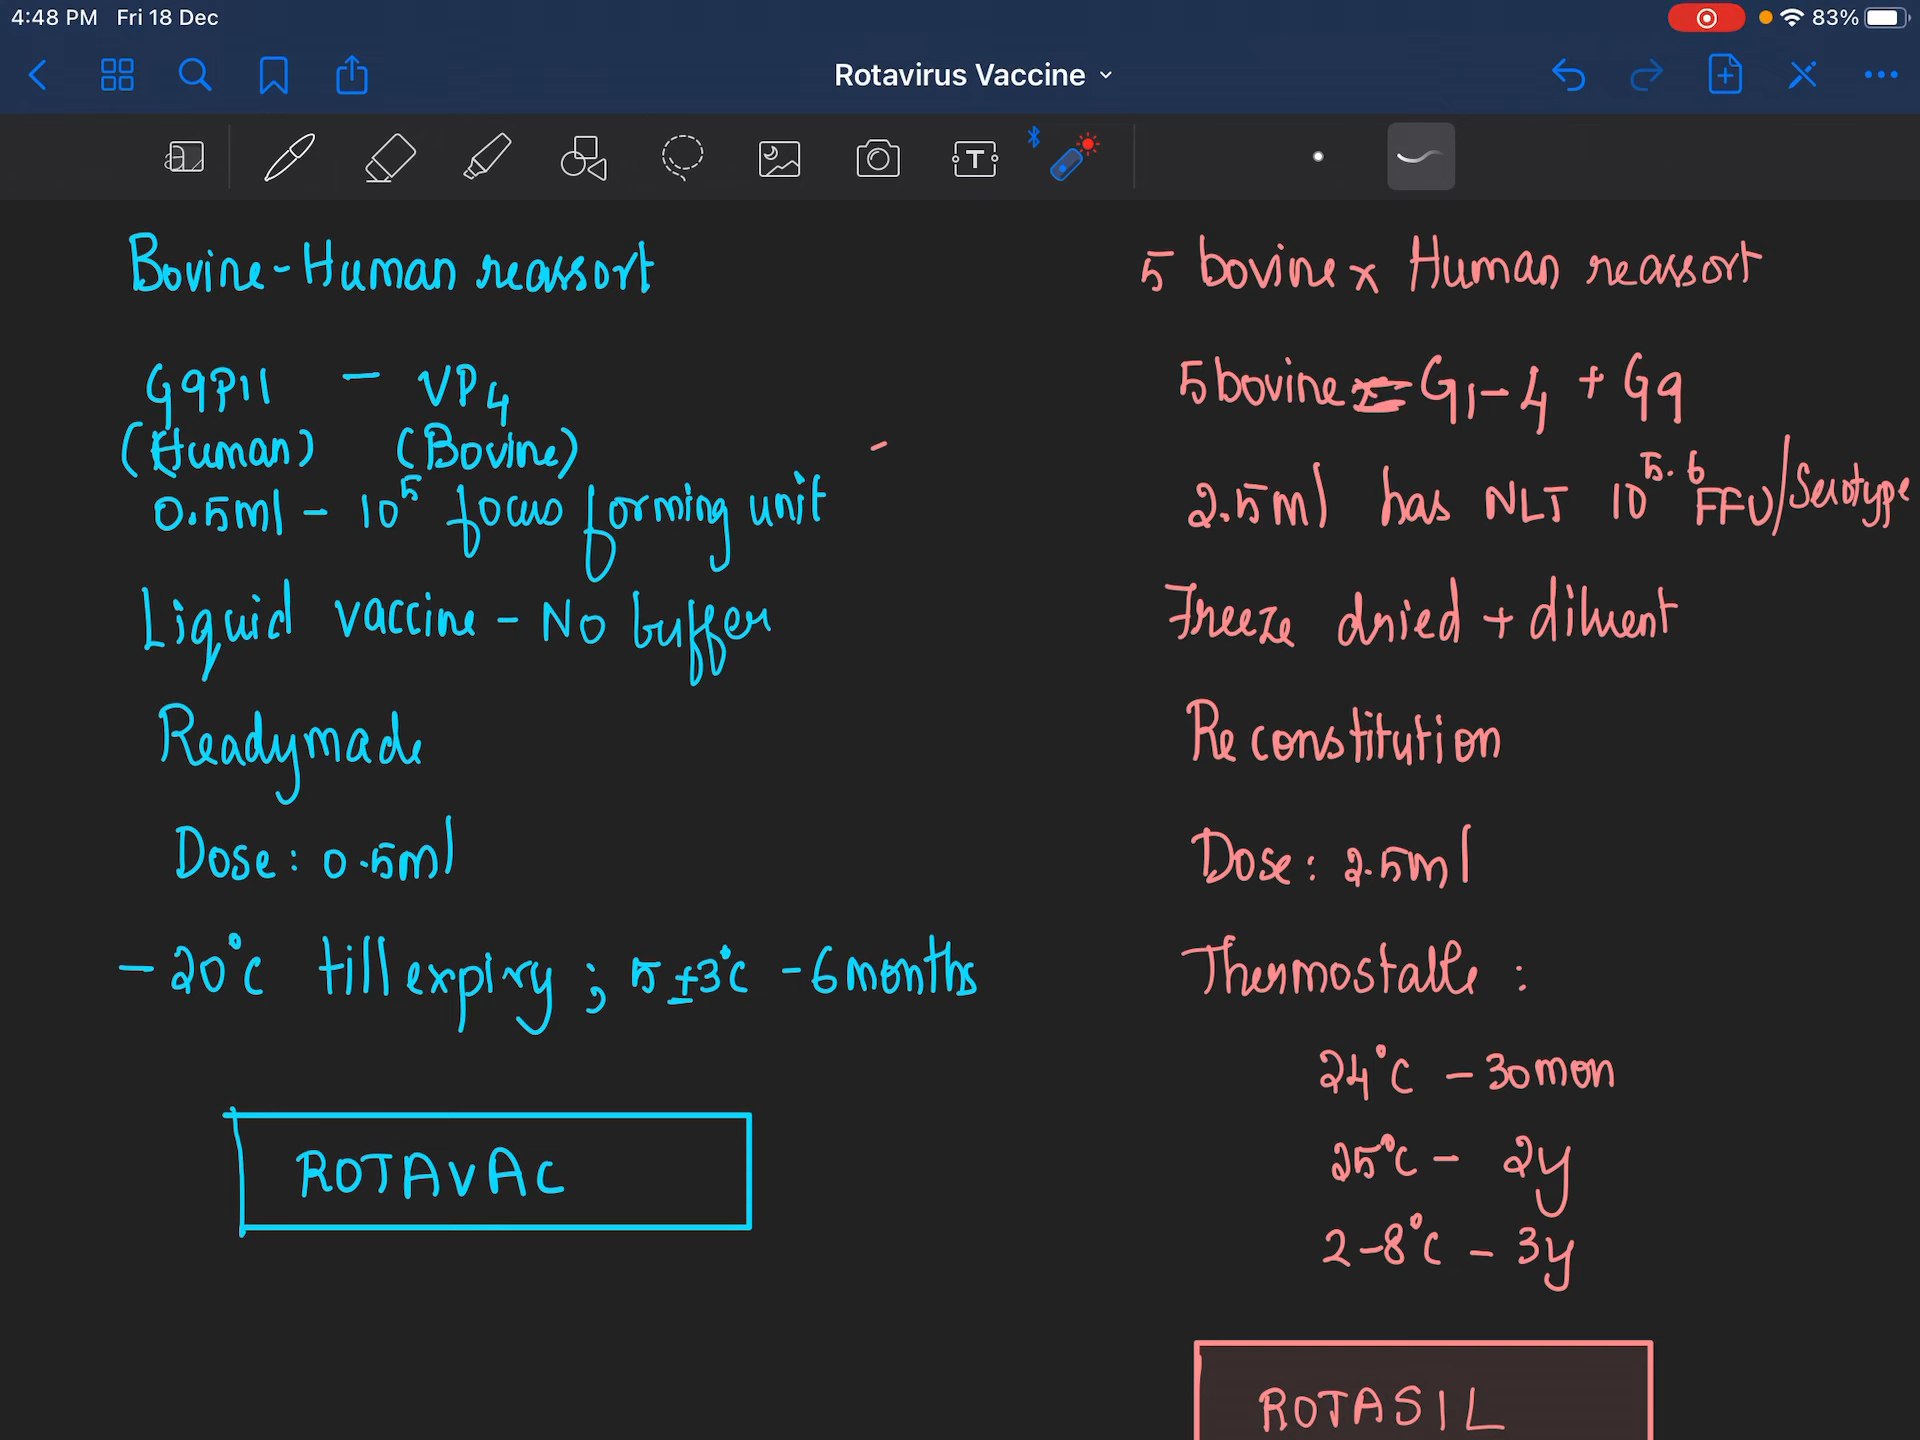 4:48 PM Fri 18 Dec
83%
Rotavirus Vaccine
Bovine-Human reassort
G9P11 - VP4
(Human) (Bovine)
0.5ml - 10^5 focus forming unit
Liquid vaccine - No buffer
Readymade
Dose: 0.5ml
-20°C till expiry ; 5±3°C - 6 months
ROTAVAC
5 bovine x Human reassort
5 bovine = G1-4 + G9
2.5ml has NLT 10^5.6 FFU/Serotype
Freeze dried + diluent
Reconstitution
Dose: 2.5ml
Thermostable :
24°C - 30mon
25°C - 2y
2-8°C - 3y
ROTASIL